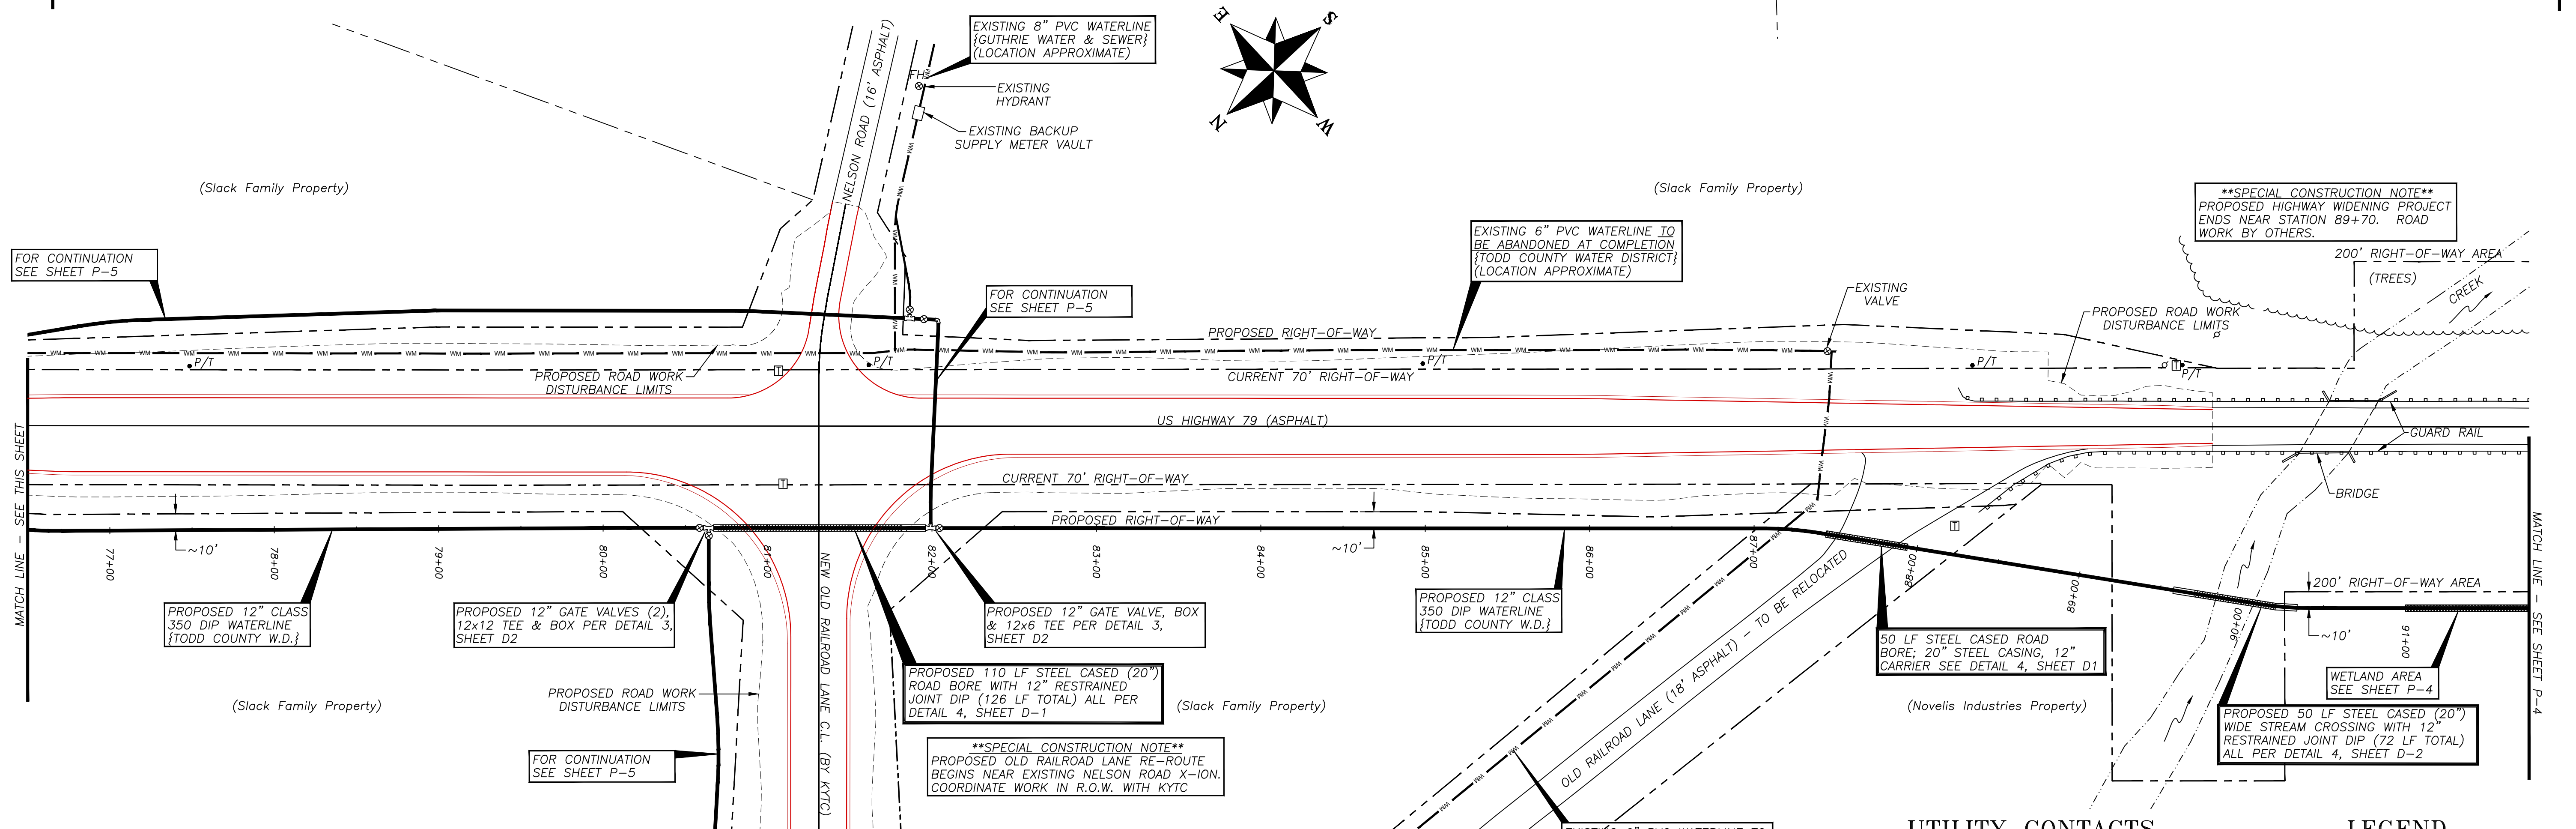 EXISTING 8" PVC WATERLINE
{GUTHRIE WATER & SEWER}
(LOCATION APPROXIMATE)
NELSON ROAD (16' ASPHALT)
FH
EXISTING
HYDRANT
EXISTING BACKUP
SUPPLY METER VAULT
E
S
N
W
(Slack Family Property)
(Slack Family Property)
**SPECIAL CONSTRUCTION NOTE**
PROPOSED HIGHWAY WIDENING PROJECT
ENDS NEAR STATION 89+70. ROAD
WORK BY OTHERS.
EXISTING 6" PVC WATERLINE TO
BE ABANDONED AT COMPLETION
{TODD COUNTY WATER DISTRICT}
(LOCATION APPROXIMATE)
FOR CONTINUATION
SEE SHEET P-5
FOR CONTINUATION
SEE SHEET P-5
EXISTING
VALVE
200' RIGHT-OF-WAY AREA
(TREES)
CREEK
PROPOSED ROAD WORK
DISTURBANCE LIMITS
PROPOSED RIGHT-OF-WAY
P/T
P/T
P/T
P/T
P/T
T
T
PROPOSED ROAD WORK
DISTURBANCE LIMITS
CURRENT 70' RIGHT-OF-WAY
US HIGHWAY 79 (ASPHALT)
GUARD RAIL
MATCH LINE - SEE THIS SHEET
CURRENT 70' RIGHT-OF-WAY
T
BRIDGE
PROPOSED RIGHT-OF-WAY
T
~10'
~10'
77+00
78+00
79+00
80+00
81+00
82+00
83+00
84+00
85+00
86+00
87+00
88+00
89+00
90+00
91+00
200' RIGHT-OF-WAY AREA
~10'
MATCH LINE - SEE SHEET P-4
PROPOSED 12" CLASS
350 DIP WATERLINE
{TODD COUNTY W.D.}
PROPOSED 12" GATE VALVES (2),
12x12 TEE & BOX PER DETAIL 3,
SHEET D2
NEW OLD RAILROAD LANE C.L. (BY KYTC)
PROPOSED 12" GATE VALVE, BOX
& 12x6 TEE PER DETAIL 3,
SHEET D2
PROPOSED 12" CLASS
350 DIP WATERLINE
{TODD COUNTY W.D.}
OLD RAILROAD LANE (18' ASPHALT) - TO BE RELOCATED
50 LF STEEL CASED ROAD
BORE; 20" STEEL CASING, 12"
CARRIER SEE DETAIL 4, SHEET D1
WETLAND AREA
SEE SHEET P-4
PROPOSED 110 LF STEEL CASED (20")
ROAD BORE WITH 12" RESTRAINED
JOINT DIP (126 LF TOTAL) ALL PER
DETAIL 4, SHEET D-1
PROPOSED ROAD WORK
DISTURBANCE LIMITS
(Slack Family Property)
(Slack Family Property)
(Novelis Industries Property)
PROPOSED 50 LF STEEL CASED (20")
WIDE STREAM CROSSING WITH 12"
RESTRAINED JOINT DIP (72 LF TOTAL)
ALL PER DETAIL 4, SHEET D-2
FOR CONTINUATION
SEE SHEET P-5
**SPECIAL CONSTRUCTION NOTE**
PROPOSED OLD RAILROAD LANE RE-ROUTE
BEGINS NEAR EXISTING NELSON ROAD X-ION.
COORDINATE WORK IN R.O.W. WITH KYTC
UTILITY CONTACTS
LEGEND